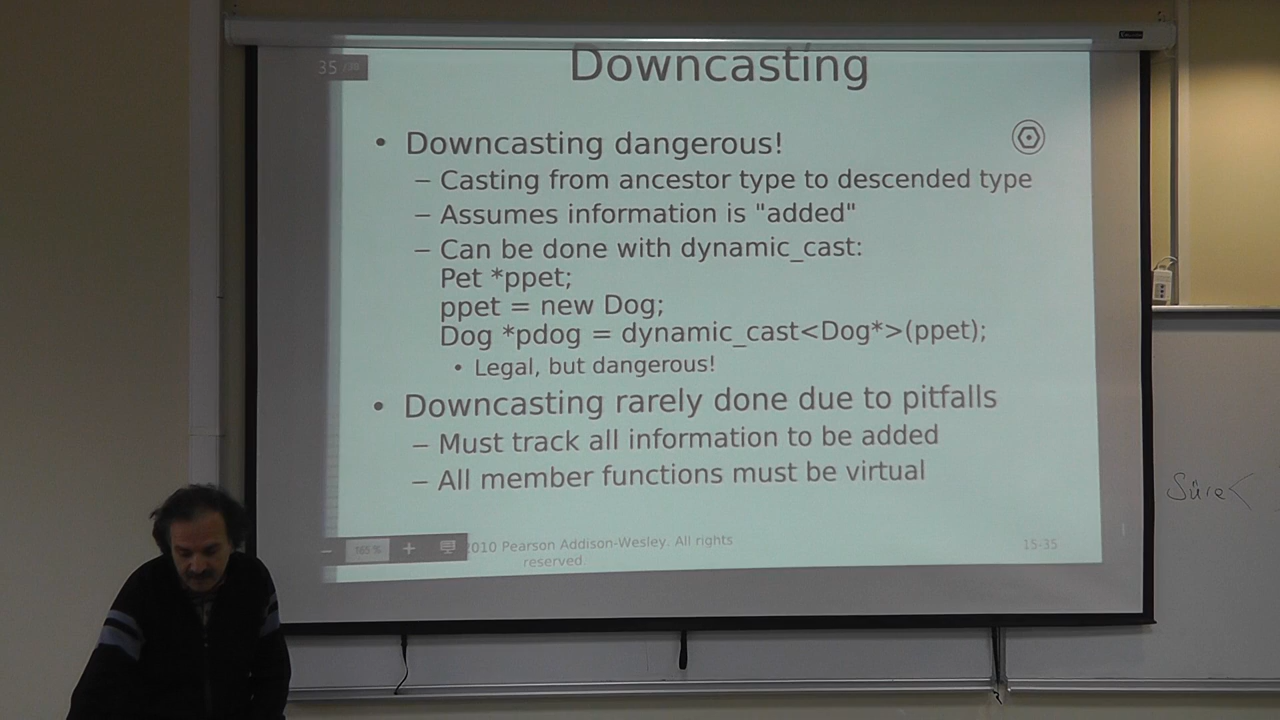 35 /38
Downcasting
• Downcasting dangerous!
– Casting from ancestor type to descended type
– Assumes information is "added"
– Can be done with dynamic_cast:
Pet *ppet;
ppet = new Dog;
Dog *pdog = dynamic_cast<Dog*>(ppet);
• Legal, but dangerous!
• Downcasting rarely done due to pitfalls
– Must track all information to be added
– All member functions must be virtual
Süre
165 %
2010 Pearson Addison-Wesley. All rights
reserved.
15-35